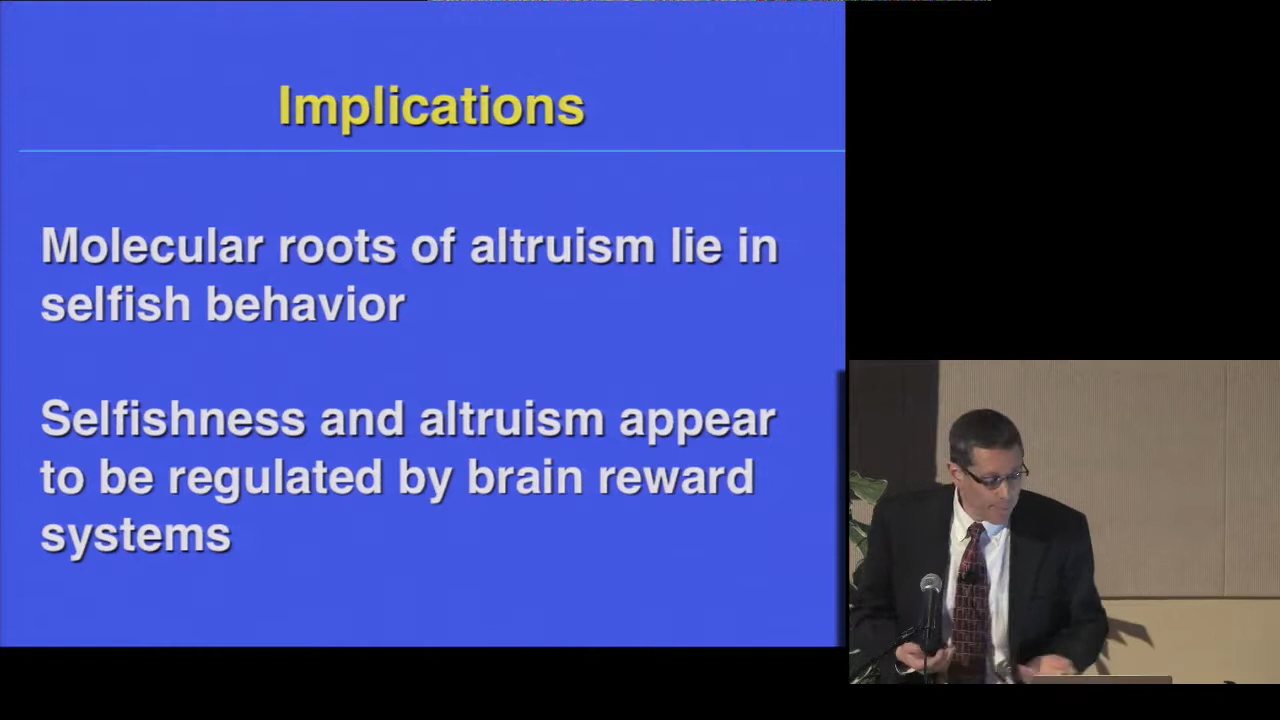 Implications
Molecular roots of altruism lie in
selfish behavior
Selfishness and altruism appear
to be regulated by brain reward
systems